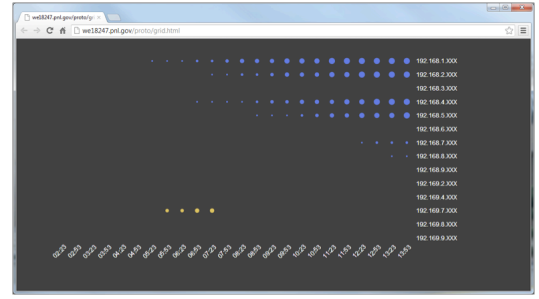 we18247.pnl.gov/proto/gr
we18247.pnl.gov/proto/grid.html
192.168.1.XXX
192.168.2.XXX
192.168.3.XXX
192.168.4.XXX
192.168.5.XXX
192.168.6.XXX
192.168.7.XXX
192.168.8.XXX
192.168.9.XXX
192.169.2.XXX
192.169.4.XXX
192.169.7.XXX
192.169.8.XXX
192.169.9.XXX
02:23 02:53 03:23 03:53 04:23 04:53 05:23 05:53 06:23 06:53 07:23 07:53 08:23 08:53 09:23 09:53 10:23 10:53 11:23 11:53 12:23 12:53 13:23 13:53